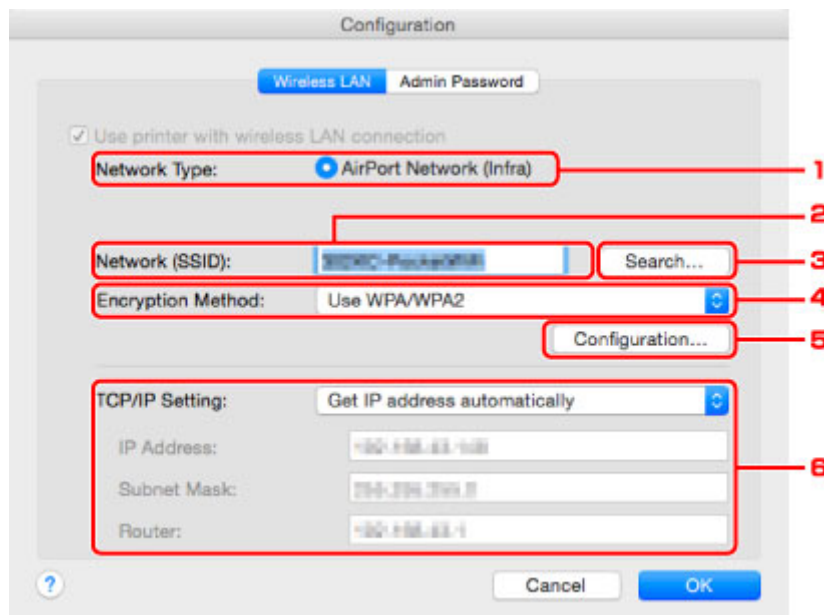 Configuration
Wireless LAN Admin Password
Use printer with wireless LAN connection
Network Type: AirPort Network (Infra) 1
2
Network (SSID): Search... 3
Encryption Method: Use WPA/WPA2 4
Configuration... 5
TCP/IP Setting: Get IP address automatically
IP Address:
6
Subnet Mask:
Router:
? Cancel OK